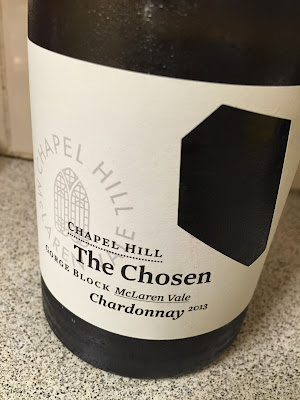 CHAPEL HILL
CHAPEL HILL
The Chosen
GORGE BLOCK McLaren Vale
Chardonnay 2013